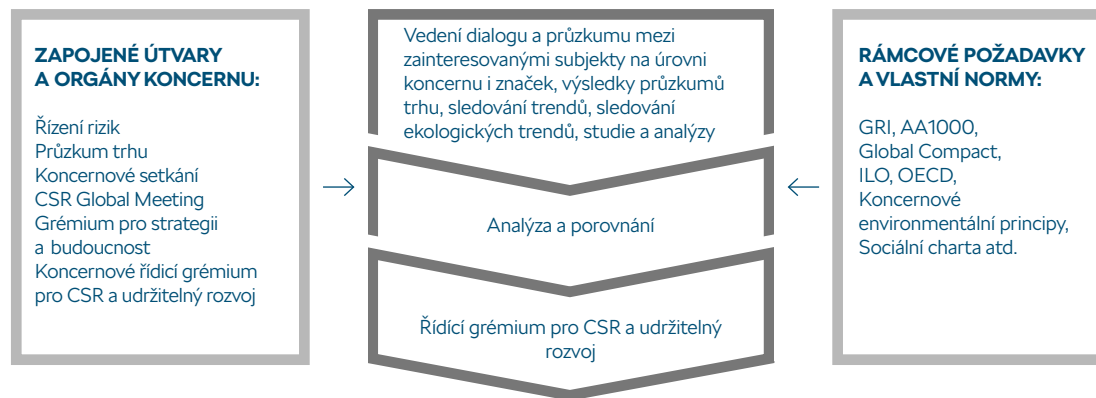 ZAPOJENÉ ÚTVARY
A ORGÁNY KONCERNU:
Řízení rizik
Průzkum trhu
Koncernové setkání
CSR Global Meeting
Grémium pro strategii
a budoucnost
Koncernové řídicí grémium
pro CSR a udržitelný rozvoj
Vedení dialogu a průzkumu mezi
zainteresovanými subjekty na úrovni
koncernu i značek, výsledky průzkumů
trhu, sledování trendů, sledování
ekologických trendů, studie a analýzy
Analýza a porovnání
Řídící grémium pro CSR a udržitelný
rozvoj
RÁMCOVÉ POŽADAVKY
A VLASTNÍ NORMY:
GRI, AA1000,
Global Compact,
ILO, OECD,
Koncernové
environmentální principy,
Sociální charta atd.